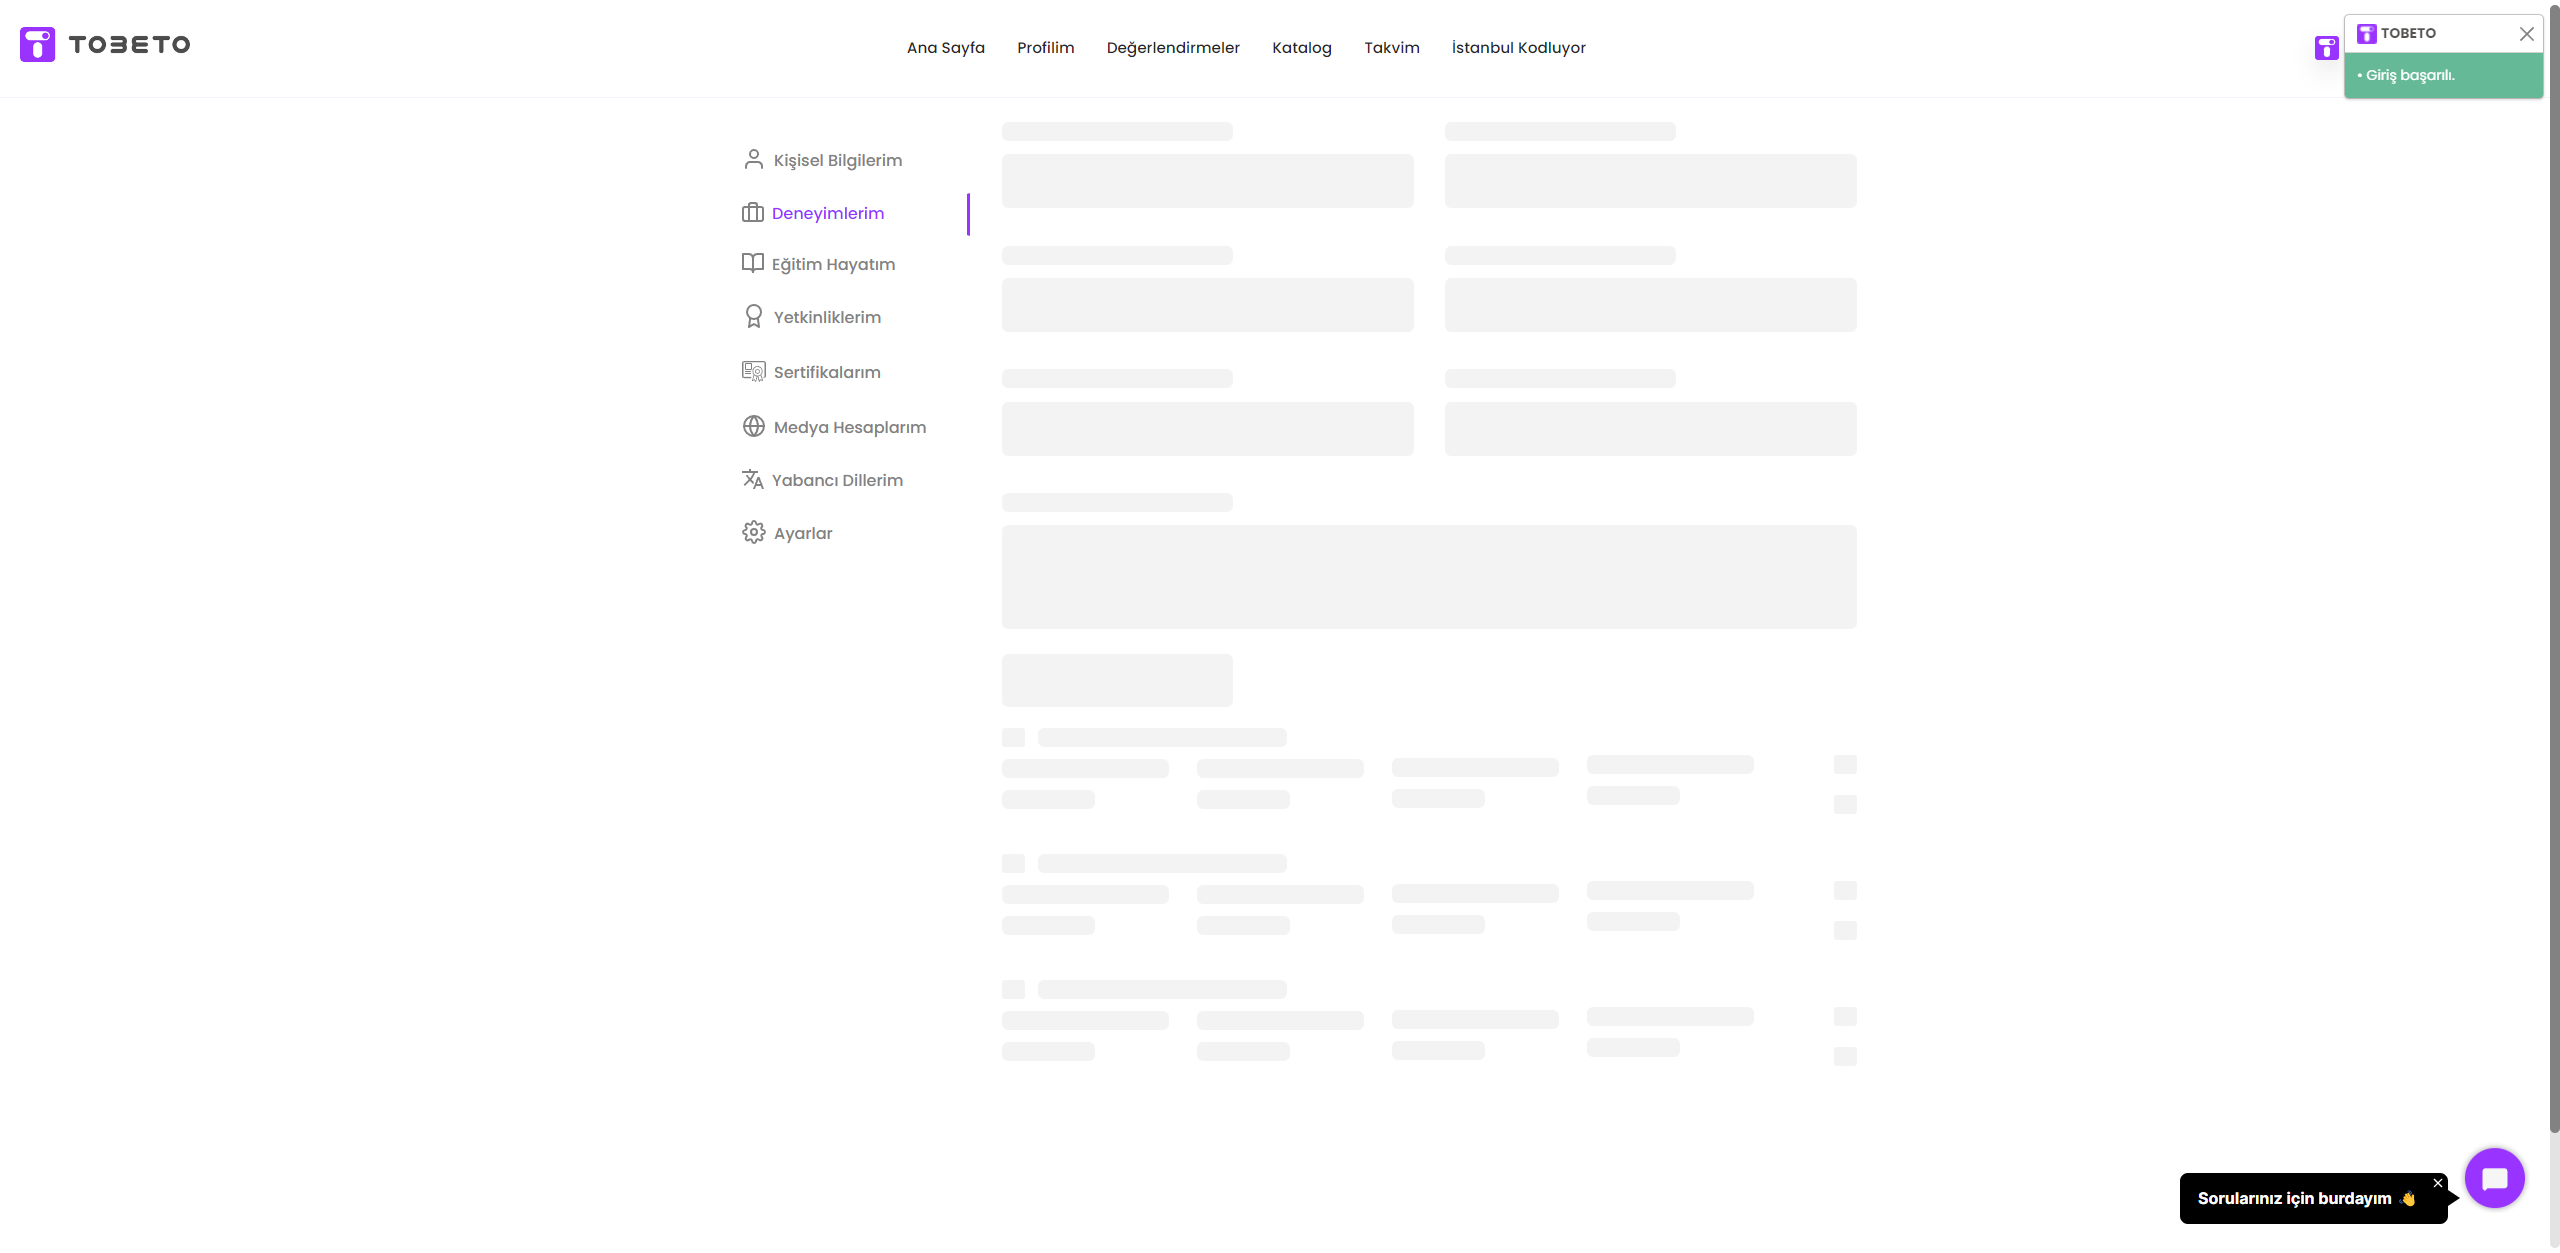 TOBETO
Ana Sayfa
Profilim
Değerlendirmeler
Katalog
Takvim
İstanbul Kodluyor
TOBETO
• Giriş başarılı.
Kişisel Bilgilerim
Deneyimlerim
Eğitim Hayatım
Yetkinliklerim
Sertifikalarım
Medya Hesaplarım
Yabancı Dillerim
Ayarlar
Sorularınız için burdayım 👋